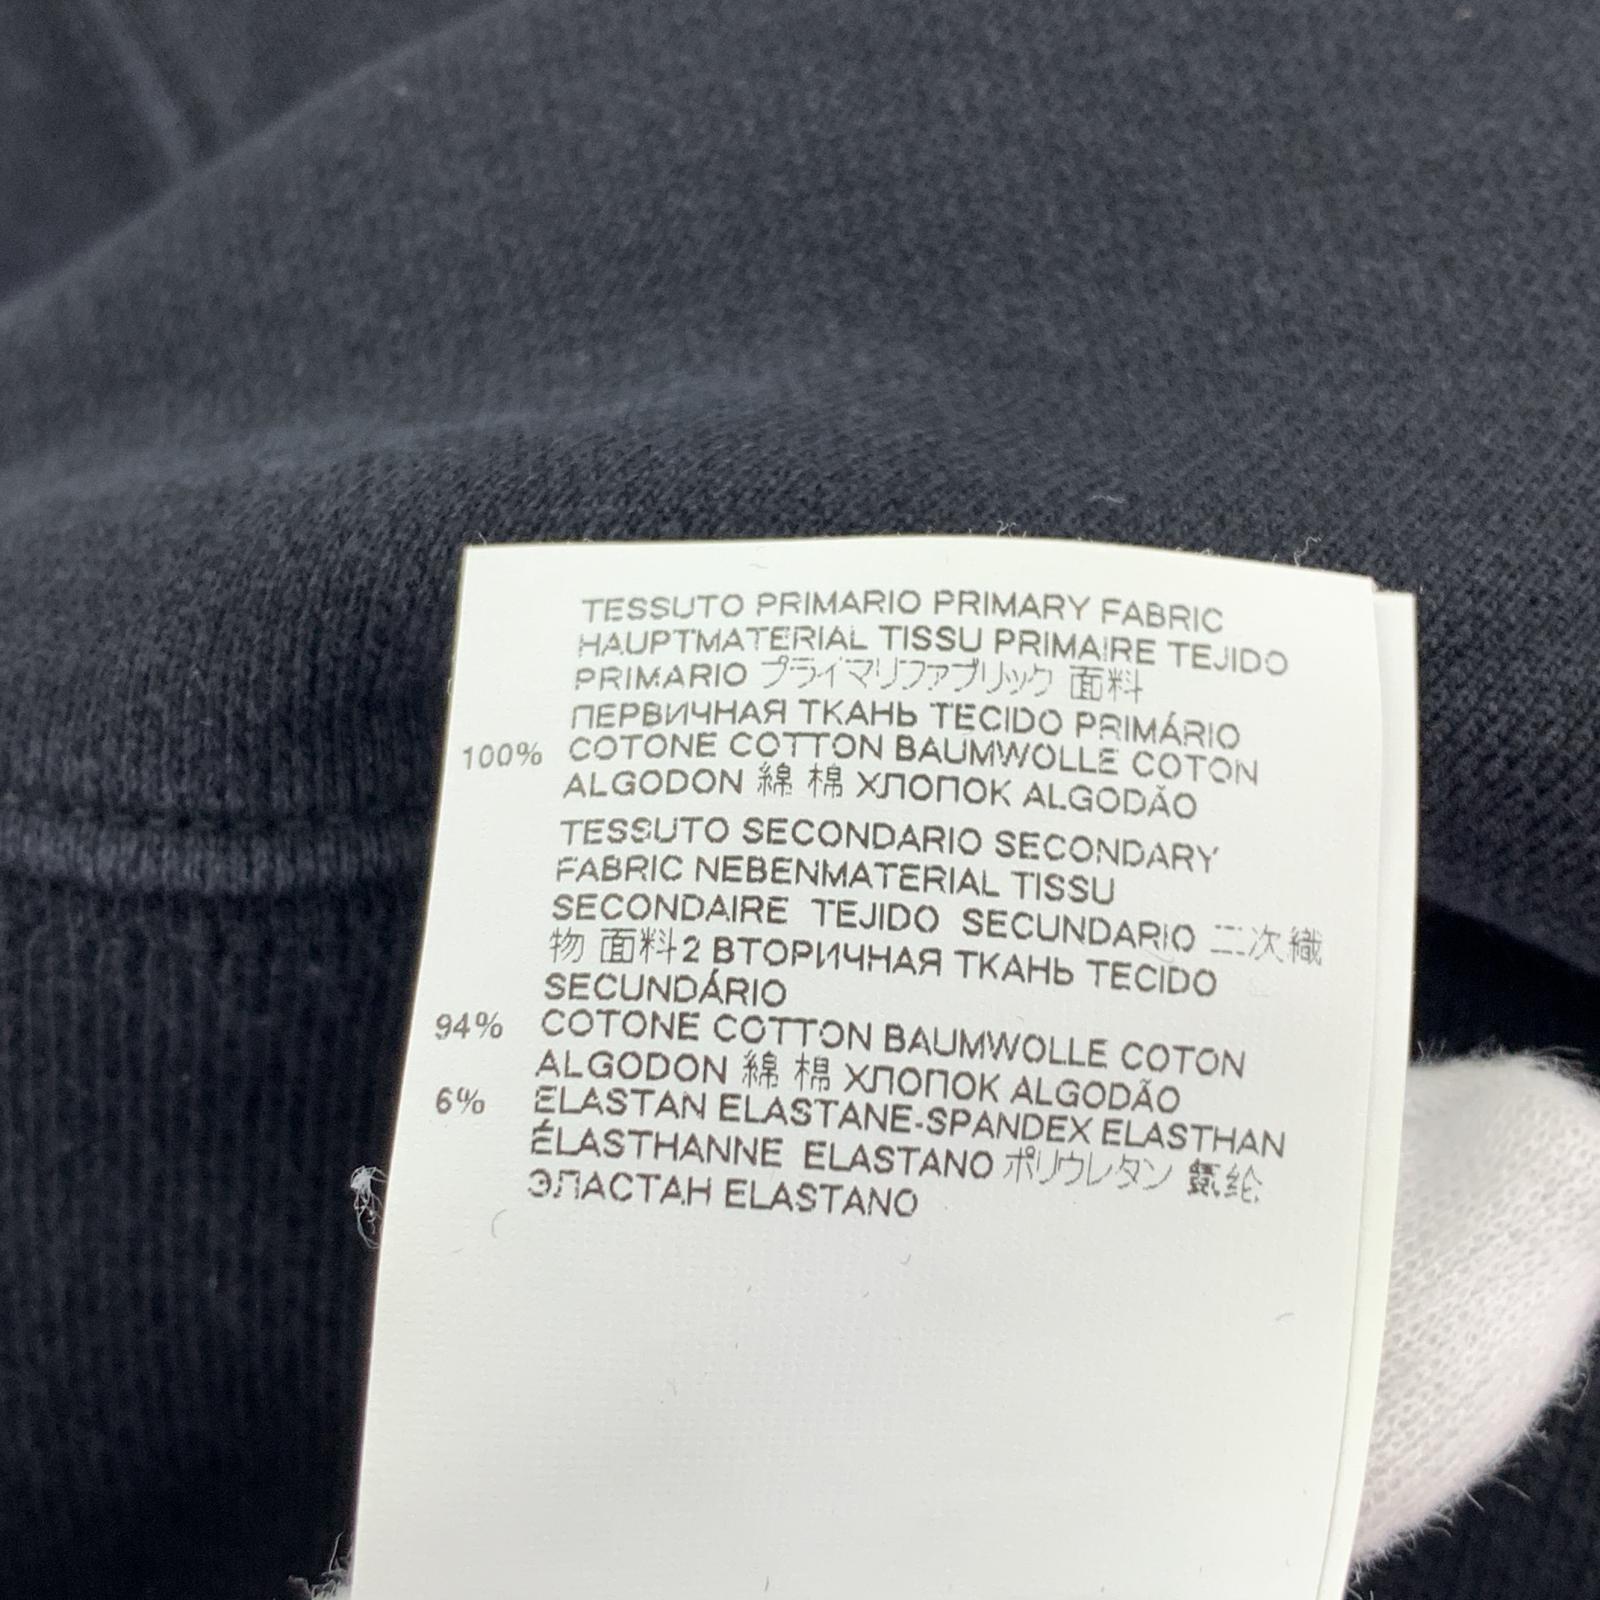 TESSUTO PRIMARIO PRIMARY FABRIC
HAUPTMATERIAL TISSU PRIMAIRE TEJIDO
PRIMARIO プライマリファブリック 面料
ПЕРВИЧНАЯ ТКАНЬ TECIDO PRIMÁRIO
100% COTONE COTTON BAUMWOLLE COTON
ALGODON 綿 棉 ХЛОПОК ALGODÃO
TESSUTO SECONDARIO SECONDARY
FABRIC NEBENMATERIAL TISSU
SECONDAIRE TEJIDO SECUNDARIO 二次織
物 面料2 ВТОРИЧНАЯ ТКАНЬ TECIDO
SECUNDÁRIO
94% COTONE COTTON BAUMWOLLE COTON
ALGODON 綿 棉 ХЛОПОК ALGODÃO
6% ELASTAN ELASTANE-SPANDEX ELASTHAN
ÉLASTHANNE ELASTANO ポリウレタン 氨纶
ЭЛАСТАН ELASTANO